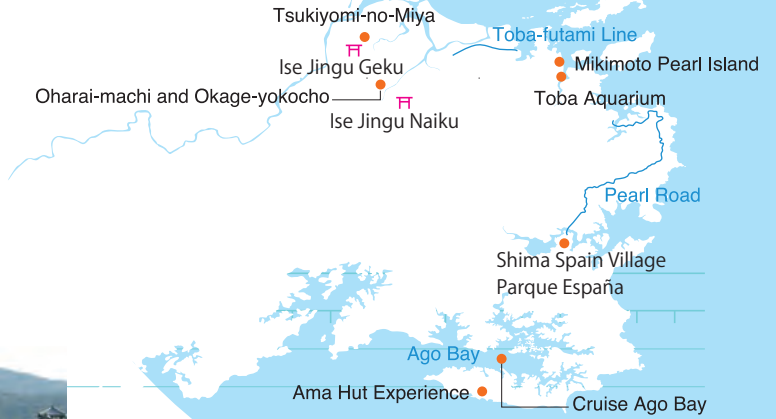 Tsukiyomi-no-Miya
Toba-futami Line
Ise Jingu Geku
Mikimoto Pearl Island
Oharai-machi and Okage-yokocho
Toba Aquarium
Ise Jingu Naiku
Pearl Road
Shima Spain Village
Parque España
Ago Bay
Ama Hut Experience
Cruise Ago Bay